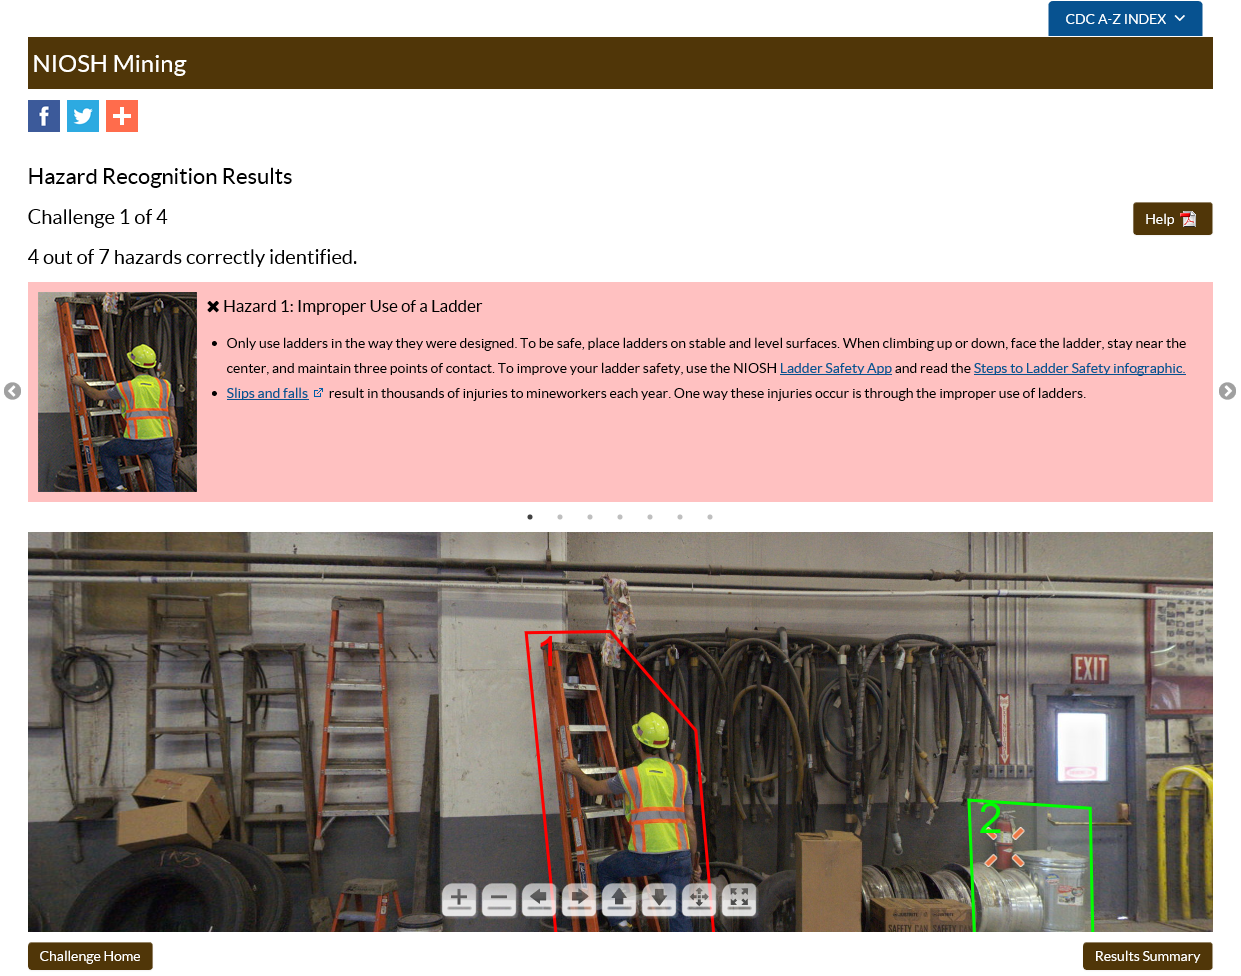 CDC A-Z INDEX
NIOSH Mining
Hazard Recognition Results
Challenge 1 of 4
Help
4 out of 7 hazards correctly identified.
Hazard 1: Improper Use of a Ladder
Only use ladders in the way they were designed. To be safe, place ladders on stable and level surfaces. When climbing up or down, face the ladder, stay near the
center, and maintain three points of contact. To improve your ladder safety, use the NIOSH Ladder Safety App and read the Steps to Ladder Safety infographic.
Slips and falls result in thousands of injuries to mineworkers each year. One way these injuries occur is through the improper use of ladders.
1
EXIT
2
SAFETY CAN SAFETY CAN
Challenge Home
Results Summary